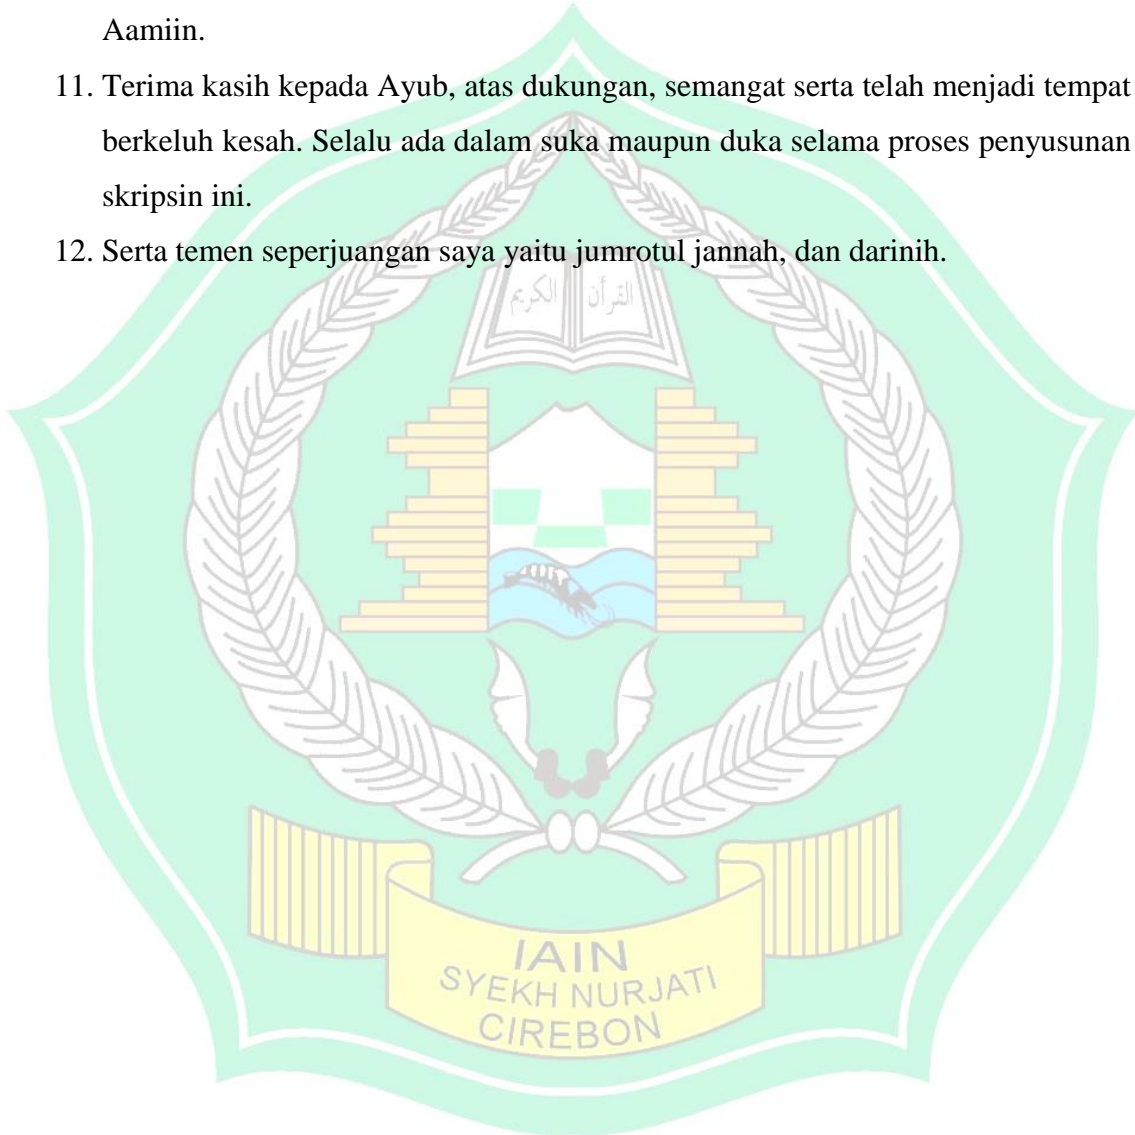 Aamiin.
11. Terima kasih kepada Ayub, atas dukungan, semangat serta telah menjadi tempat
berkeluh kesah. Selalu ada dalam suka maupun duka selama proses penyusunan
skripsin ini.
12. Serta temen seperjuangan saya yaitu jumrotul jannah, dan darinih.
القرأن الكريم
IAIN
SYEKH NURJATI
CIREBON